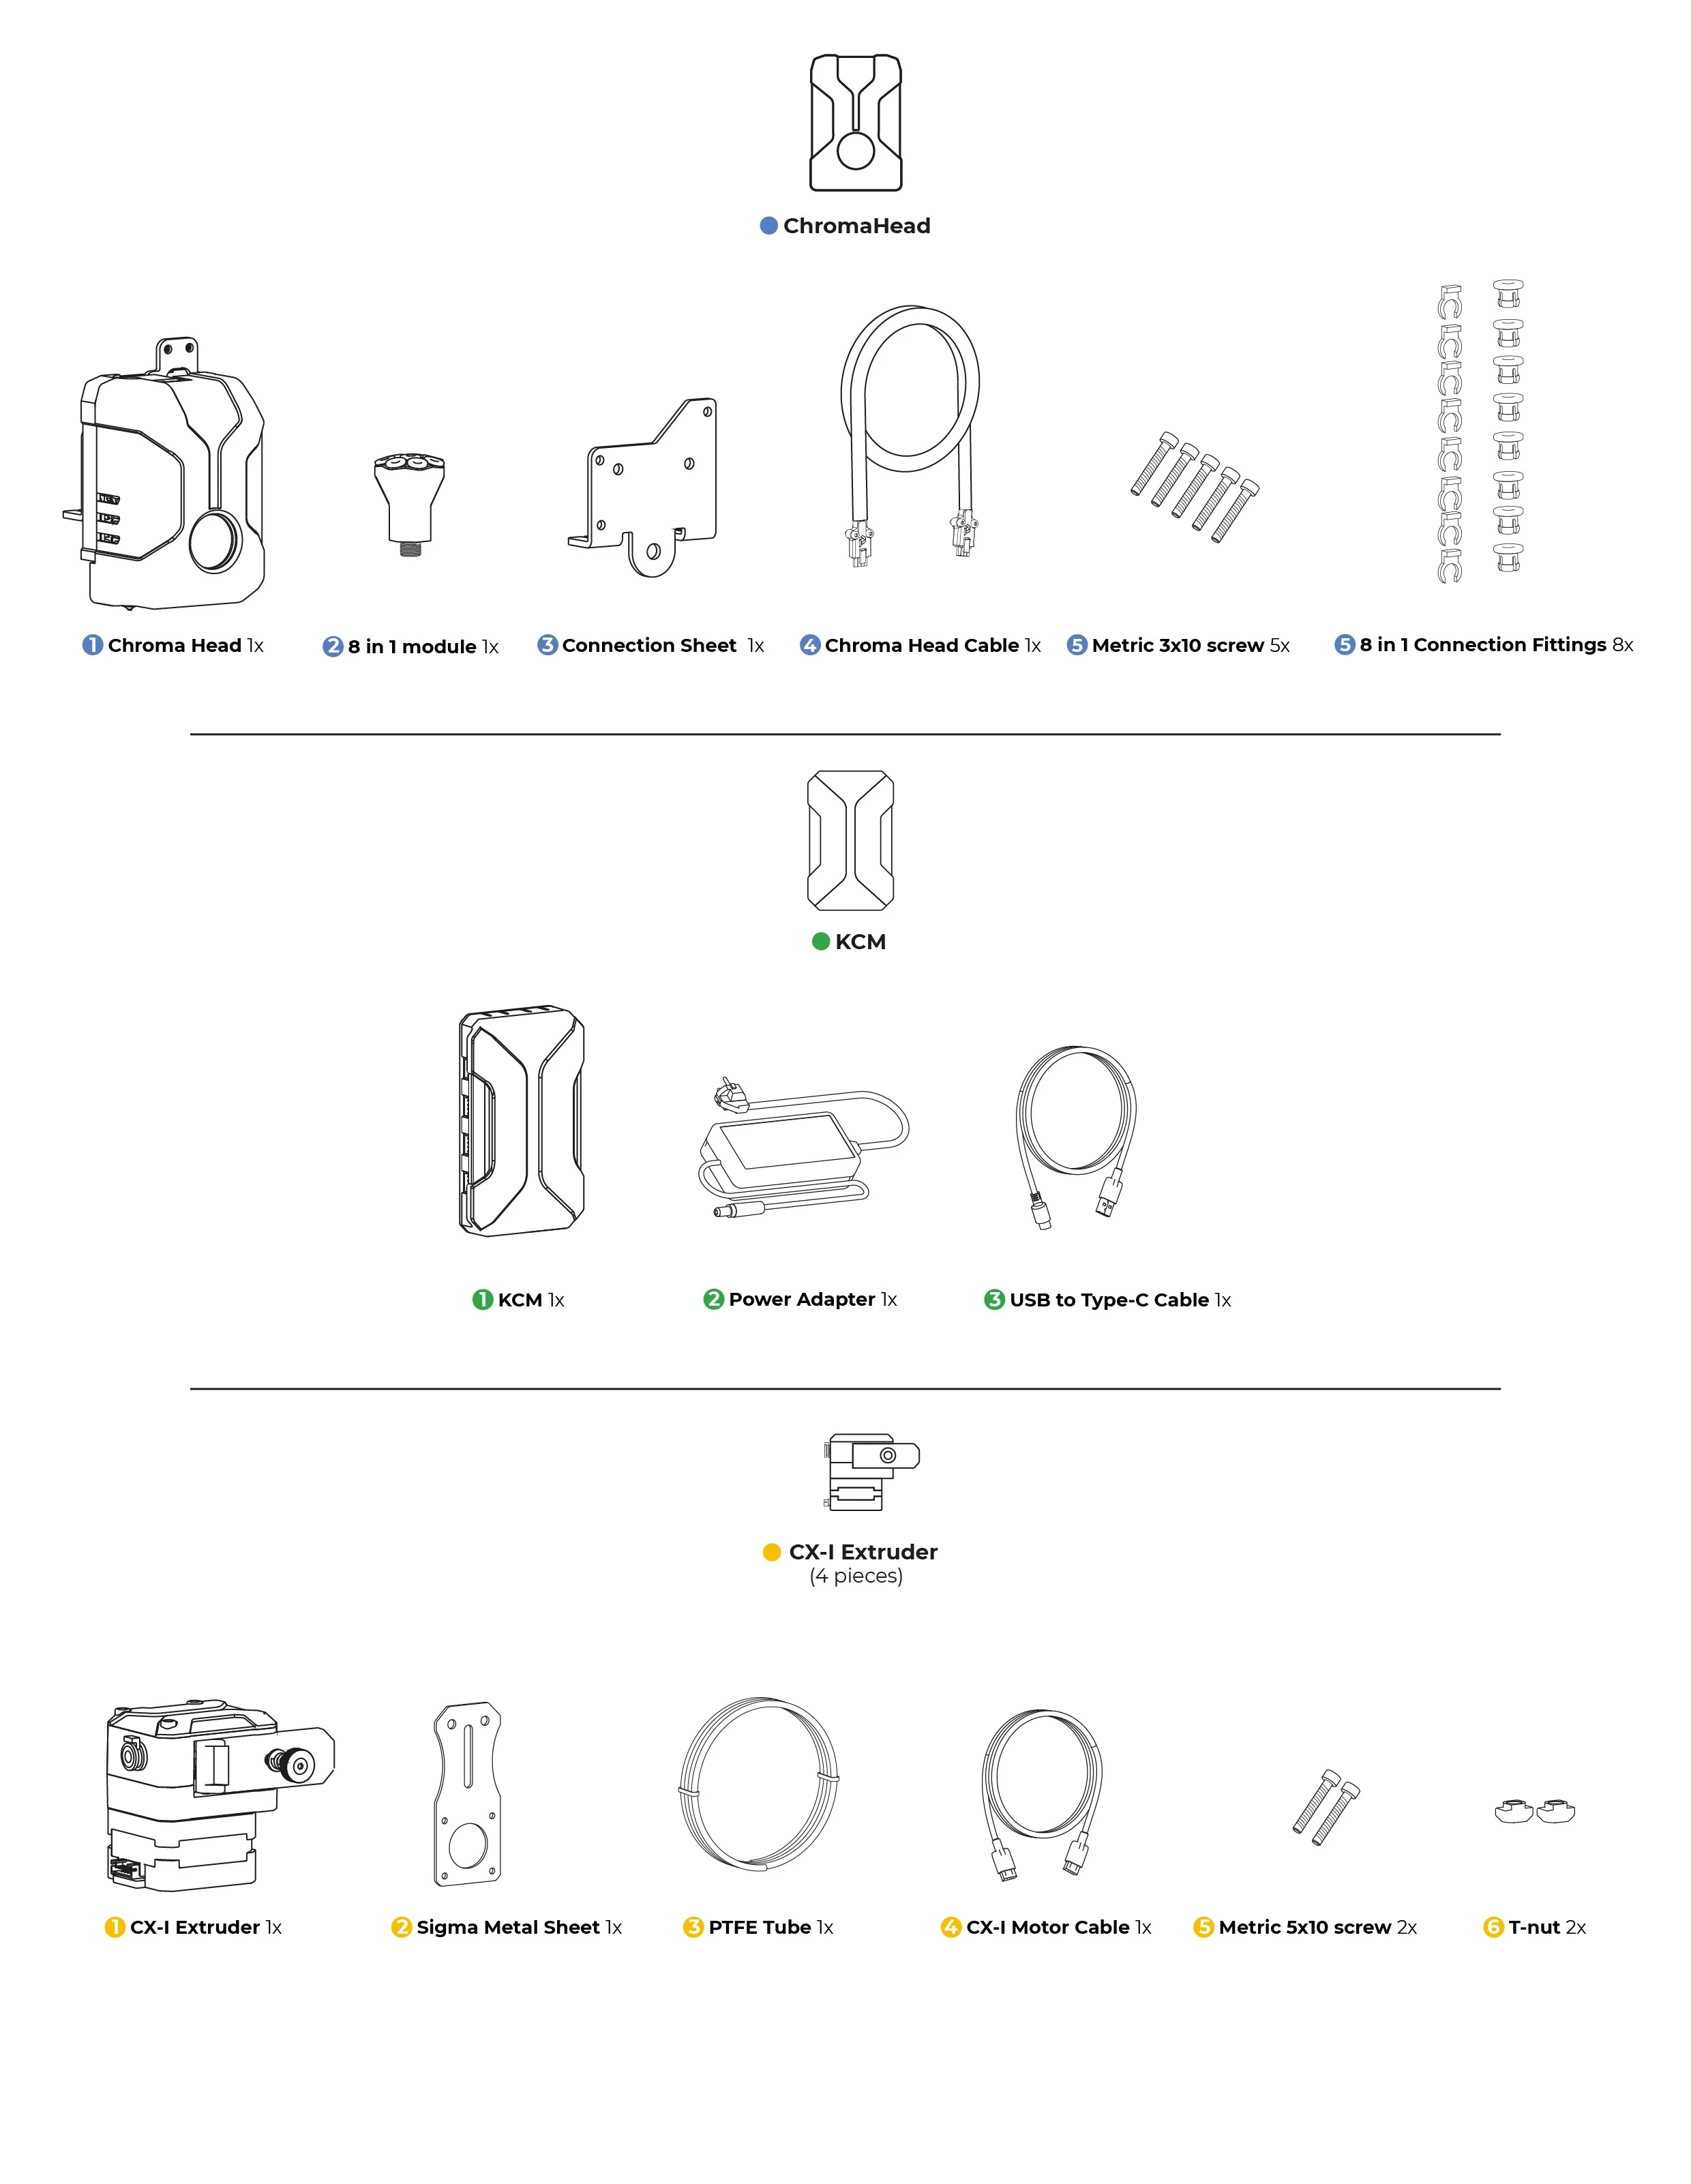 ChromaHead
1 Chroma Head 1x
2 8 in 1 module 1x
3 Connection Sheet 1x
4 Chroma Head Cable 1x
5 Metric 3x10 screw 5x
5 8 in 1 Connection Fittings 8x
KCM
1 KCM 1x
2 Power Adapter 1x
3 USB to Type-C Cable 1x
CX-I Extruder
(4 pieces)
1 CX-I Extruder 1x
2 Sigma Metal Sheet 1x
3 PTFE Tube 1x
4 CX-I Motor Cable 1x
5 Metric 5x10 screw 2x
6 T-nut 2x